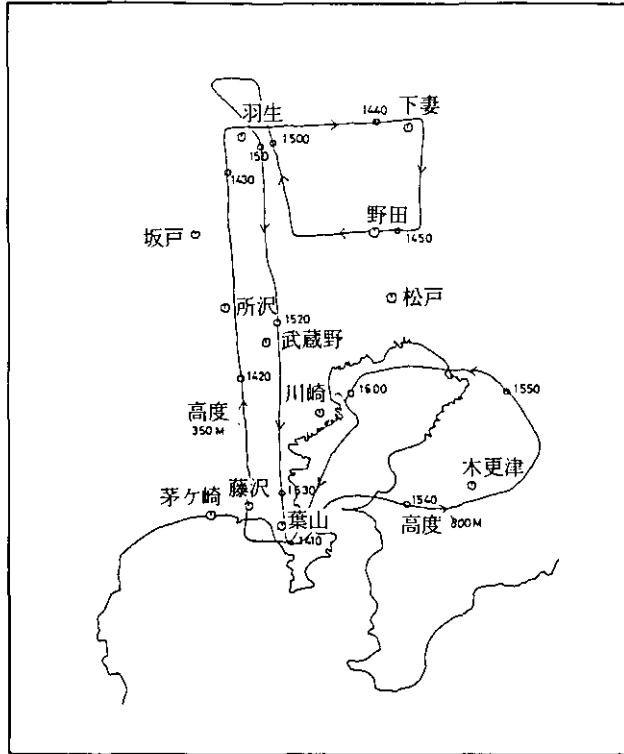 1440
下妻
羽生
150
1500
1430
野田
1450
坂戸
松戸
所沢
1520
武蔵野
1420
川崎
1600
1550
高度
350M
木更津
茅ケ崎
藤沢
1530
1540
葉山
高度
800M
1410